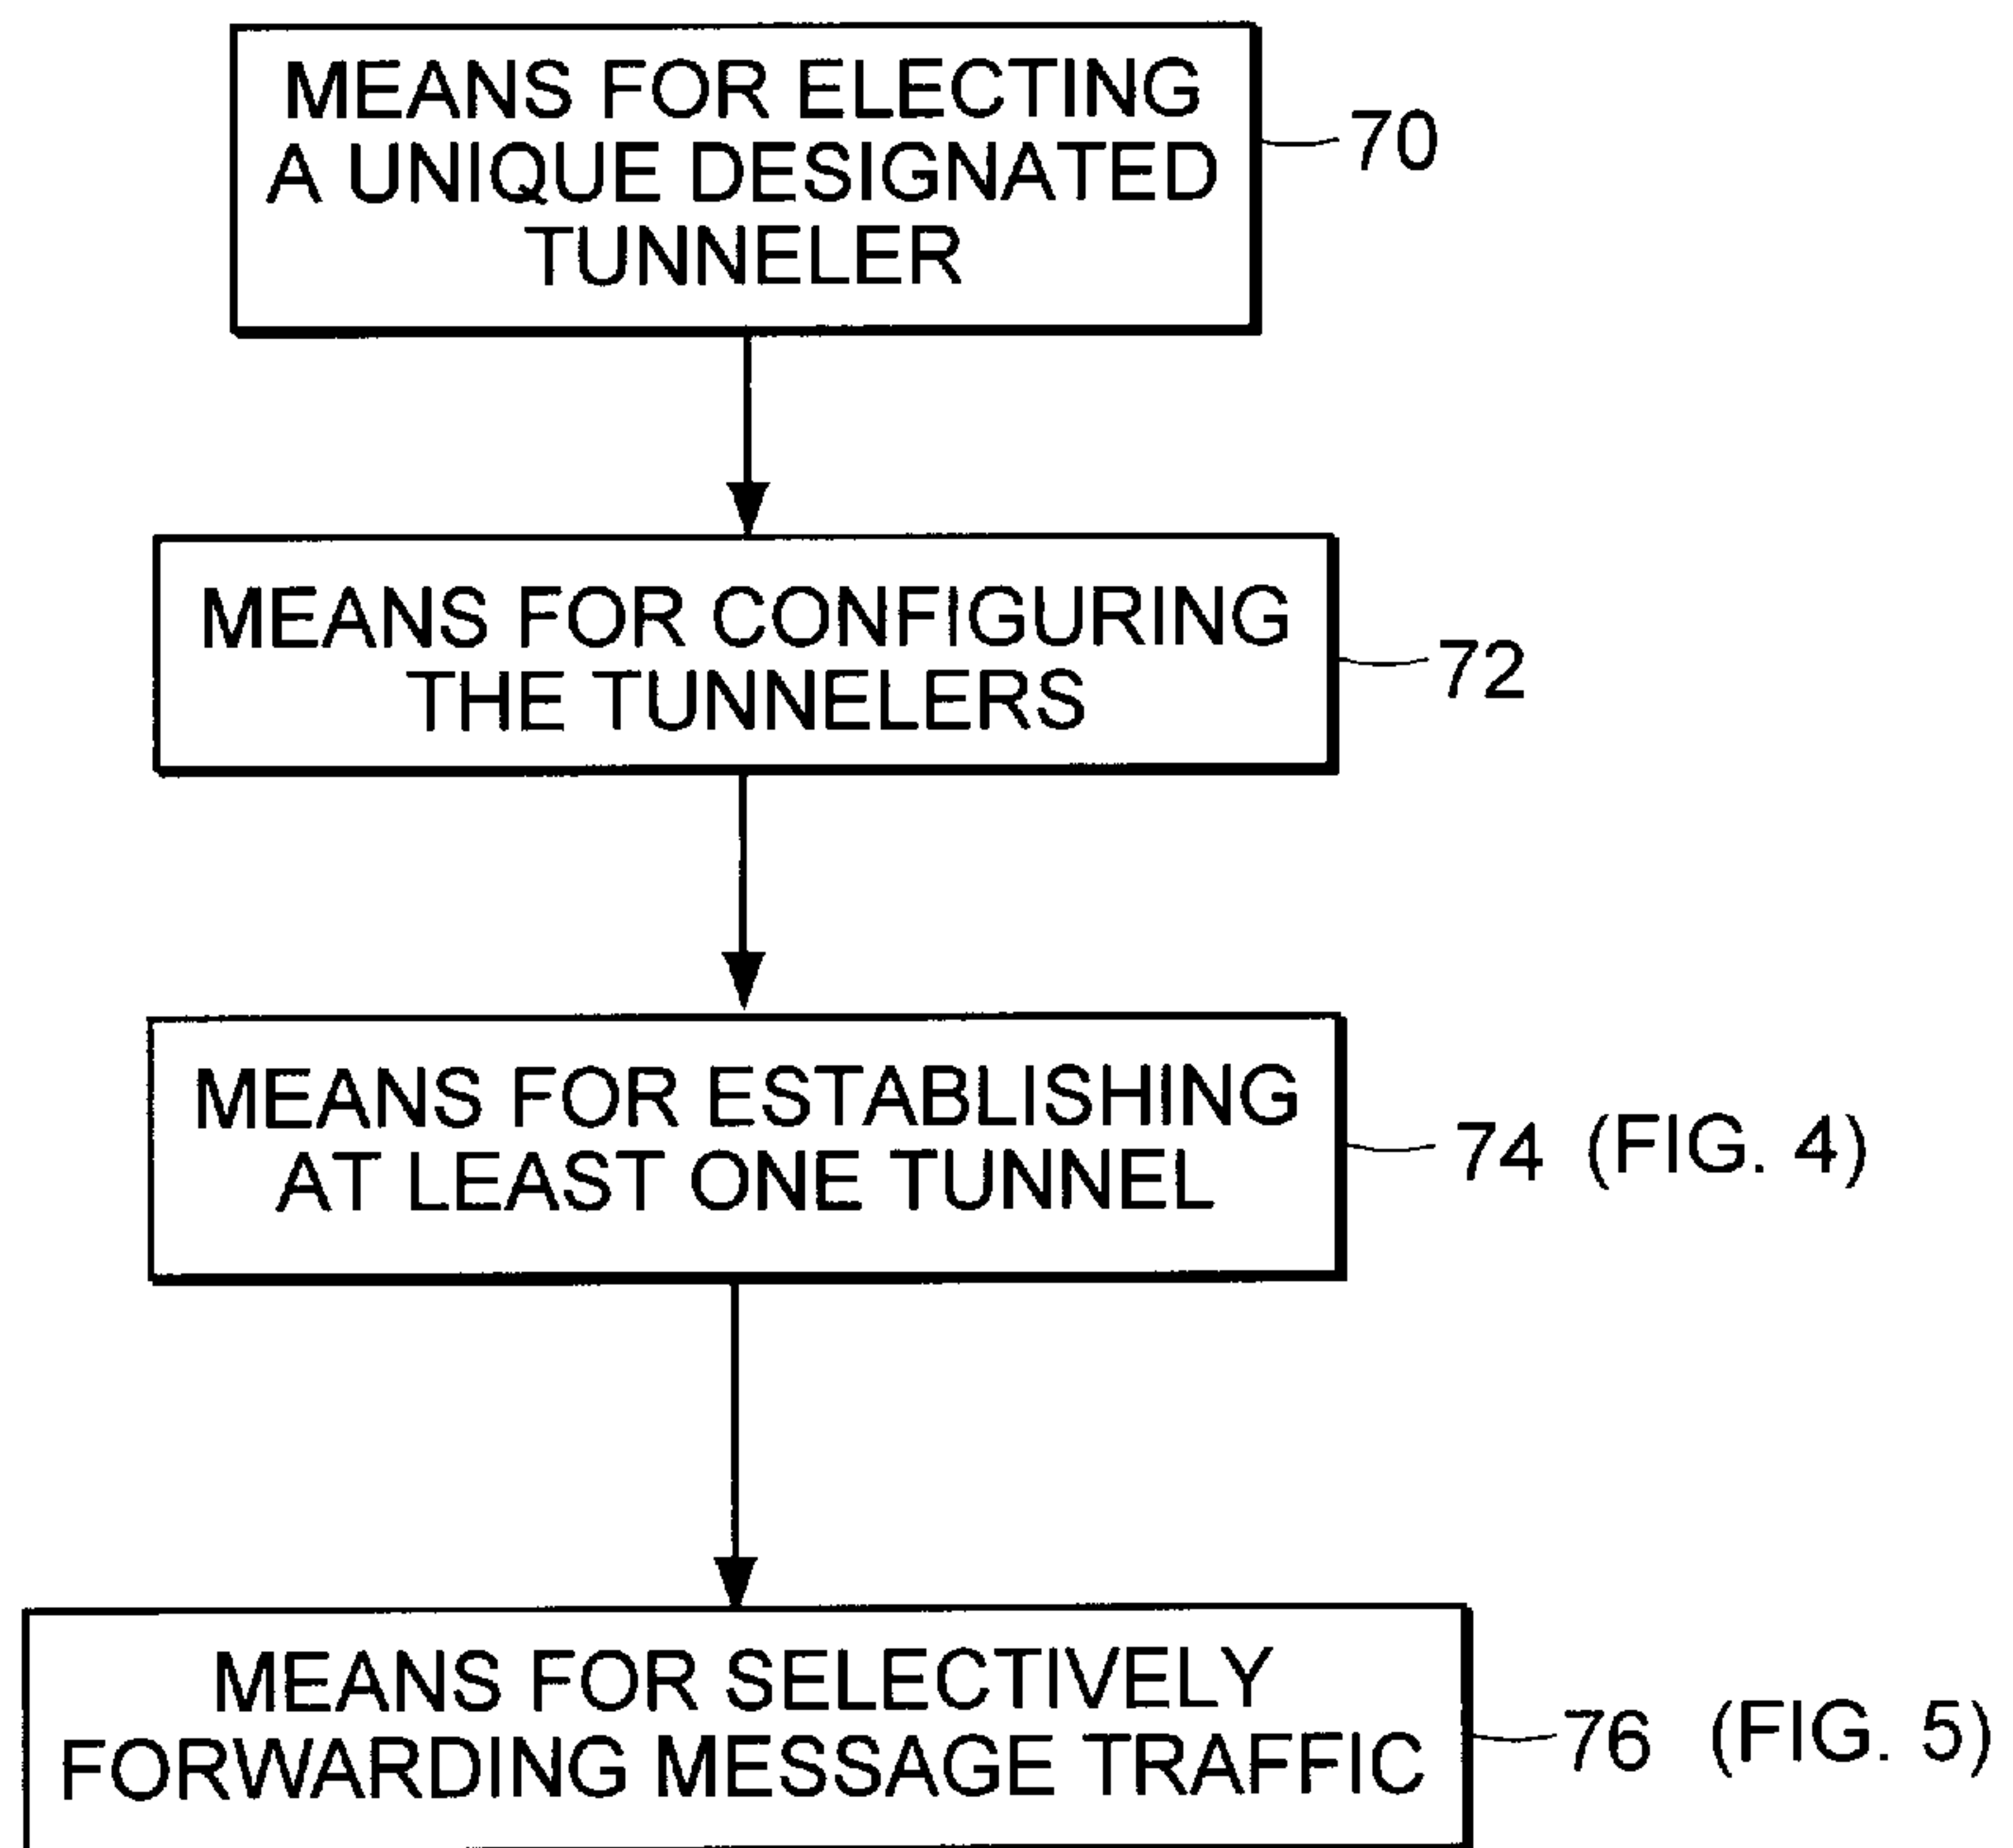 MEANS FOR ELECTING
A UNIQUE DESIGNATED
TUNNELER
70
MEANS FOR CONFIGURING
THE TUNNELERS
72
MEANS FOR ESTABLISHING
AT LEAST ONE TUNNEL
74 (FIG. 4)
MEANS FOR SELECTIVELY
FORWARDING MESSAGE TRAFFIC
76 (FIG. 5)